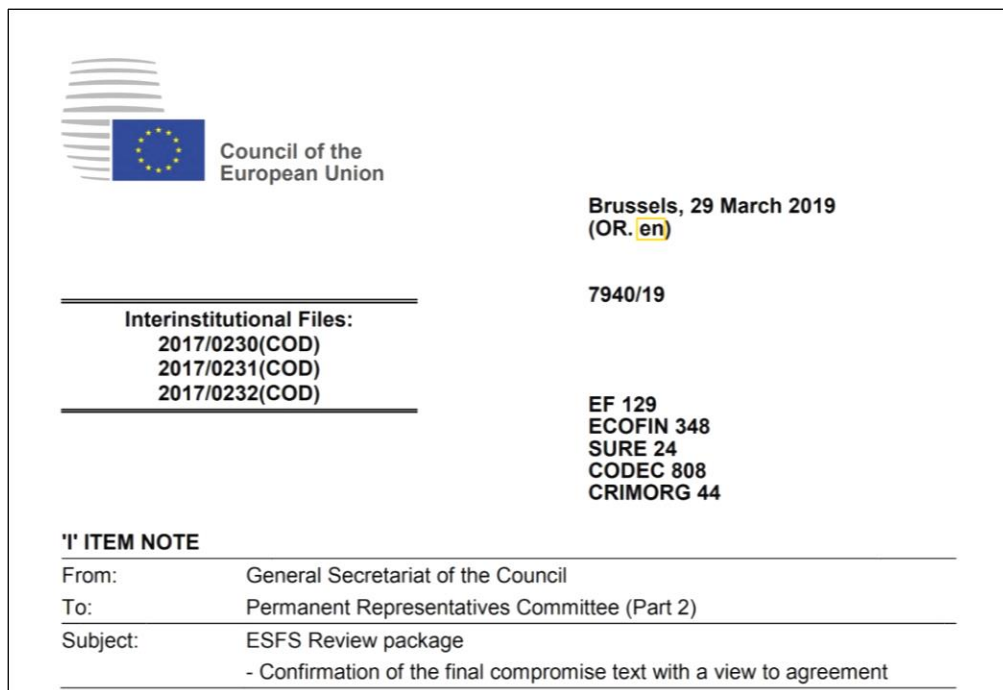 Council of the
European Union
Brussels, 29 March 2019
(OR. en)
7940/19
Interinstitutional Files:
2017/0230(COD)
2017/0231(COD)
2017/0232(COD)
EF 129
ECOFIN 348
SURE 24
CODEC 808
CRIMORG 44
'I' ITEM NOTE
From: General Secretariat of the Council
To: Permanent Representatives Committee (Part 2)
Subject: ESFS Review package
- Confirmation of the final compromise text with a view to agreement